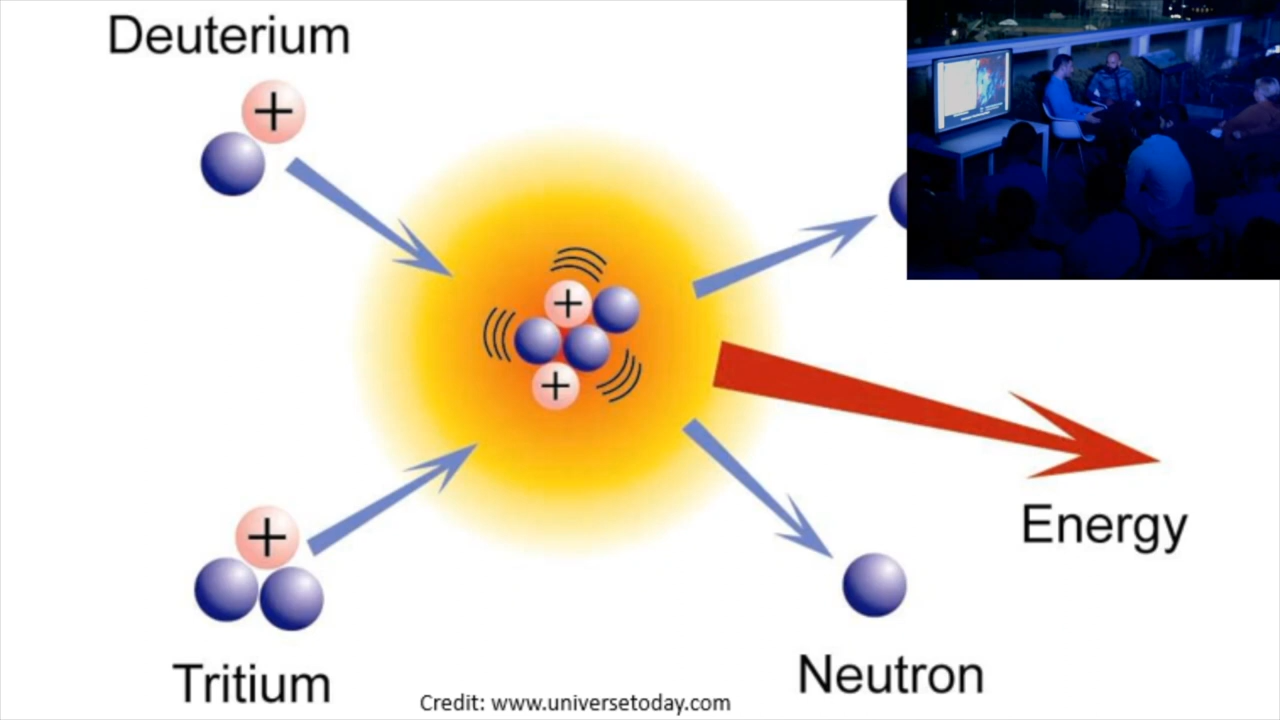 Deuterium
+
+
+
+
Energy
Tritium
Neutron
Credit: www.universetoday.com